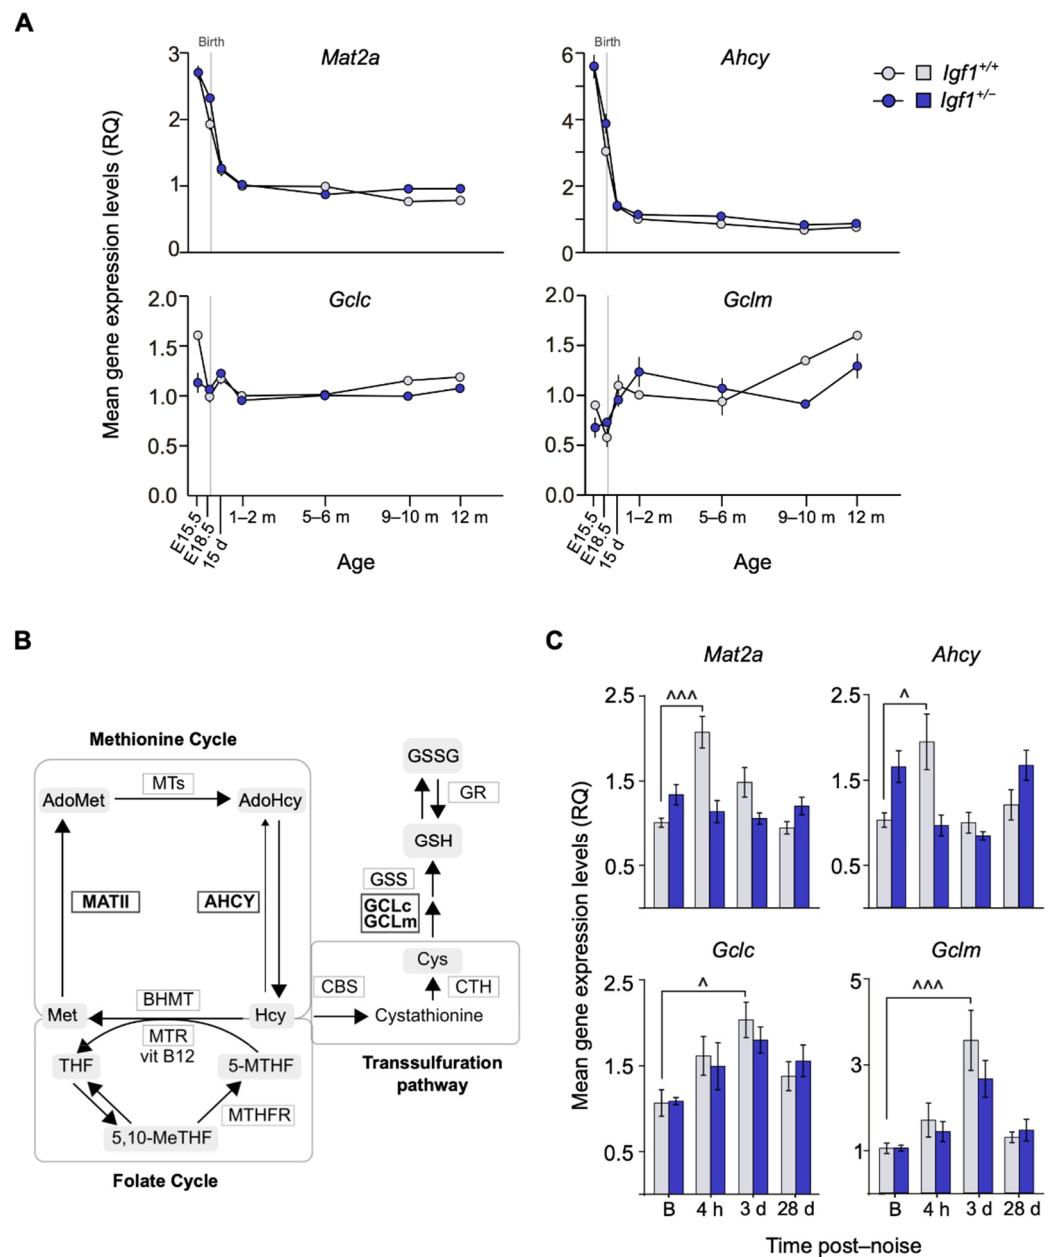 A
Birth
Mat2a
Birth
Ahcy
Igf1+/+
Igf1+/−
Mean gene expression levels (RQ)
3
2
1
0
6
4
2
0
Gclc
Gclm
2.0
1.5
1.0
0.5
0.0
2.0
1.5
1.0
0.5
0.0
E15.5
E18.5
15 d
1–2 m
5–6 m
9–10 m
12 m
E15.5
E18.5
15 d
1–2 m
5–6 m
9–10 m
12 m
Age
Age
B
Methionine Cycle
AdoMet
MTs
AdoHcy
MATII
AHCY
Met
BHMT
Hcy
MTR
vit B12
THF
5-MTHF
MTHFR
5,10-MeTHF
Folate Cycle
GSSG
GR
GSH
GSS
GCLc
GCLm
Cys
CBS
CTH
Cystathionine
Transsulfuration
pathway
C
Mat2a
Ahcy
Mean gene expression levels (RQ)
2.5
1.5
0.5
^^^
2.5
1.5
0.5
^
Gclc
Gclm
2.5
1.5
0.5
^
5
3
1
^^^
B
4 h
3 d
28 d
B
4 h
3 d
28 d
Time post–noise